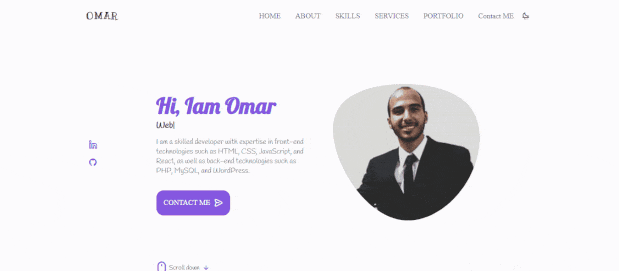 OMAR
HOME ABOUT SKILLS SERVICES PORTFOLIO Contact ME
Hi, Iam Omar
(Web|
I am a skilled developer with expertise in front-end
technologies such as HTML, CSS, JavaScript, and
React, as well as back-end technologies such as
PHP, MySQL, and WordPress.
CONTACT ME
Scroll down